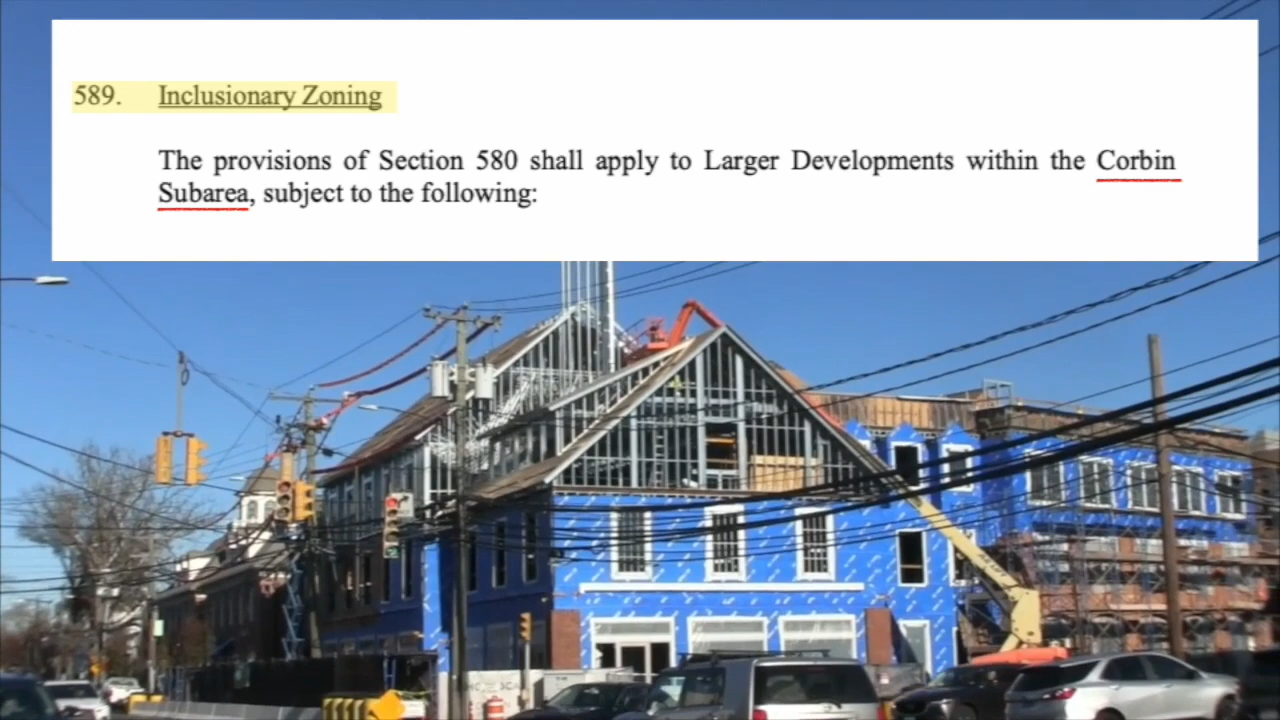 589. Inclusionary Zoning
The provisions of Section 580 shall apply to Larger Developments within the Corbin
Subarea, subject to the following: